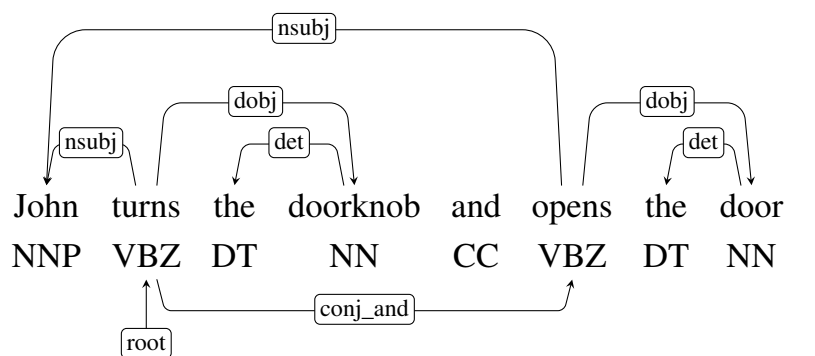 nsubj
dobj dobj
nsubj det det
John turns the doorknob and opens the door
NNP VBZ DT NN CC VBZ DT NN
conj_and
root